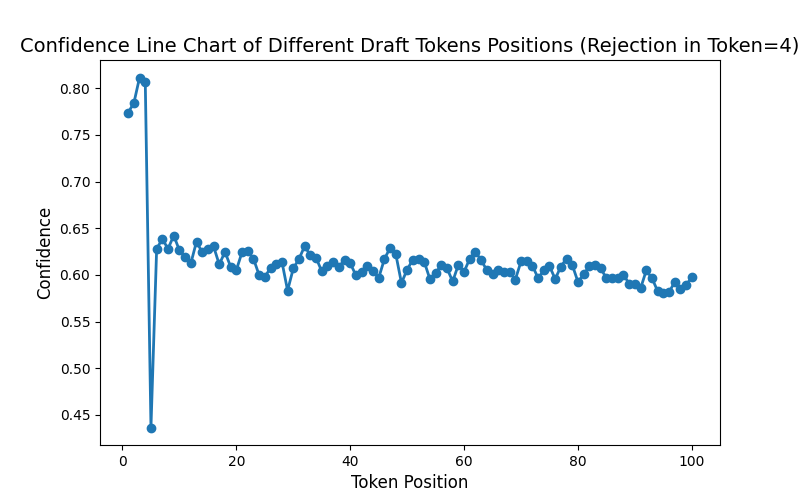 Confidence Line Chart of Different Draft Tokens Positions (Rejection in Token=4)
0.80
0.75
0.70
0.65
0.60
0.55
0.50
0.45
Confidence
0 20 40 60 80 100
Token Position